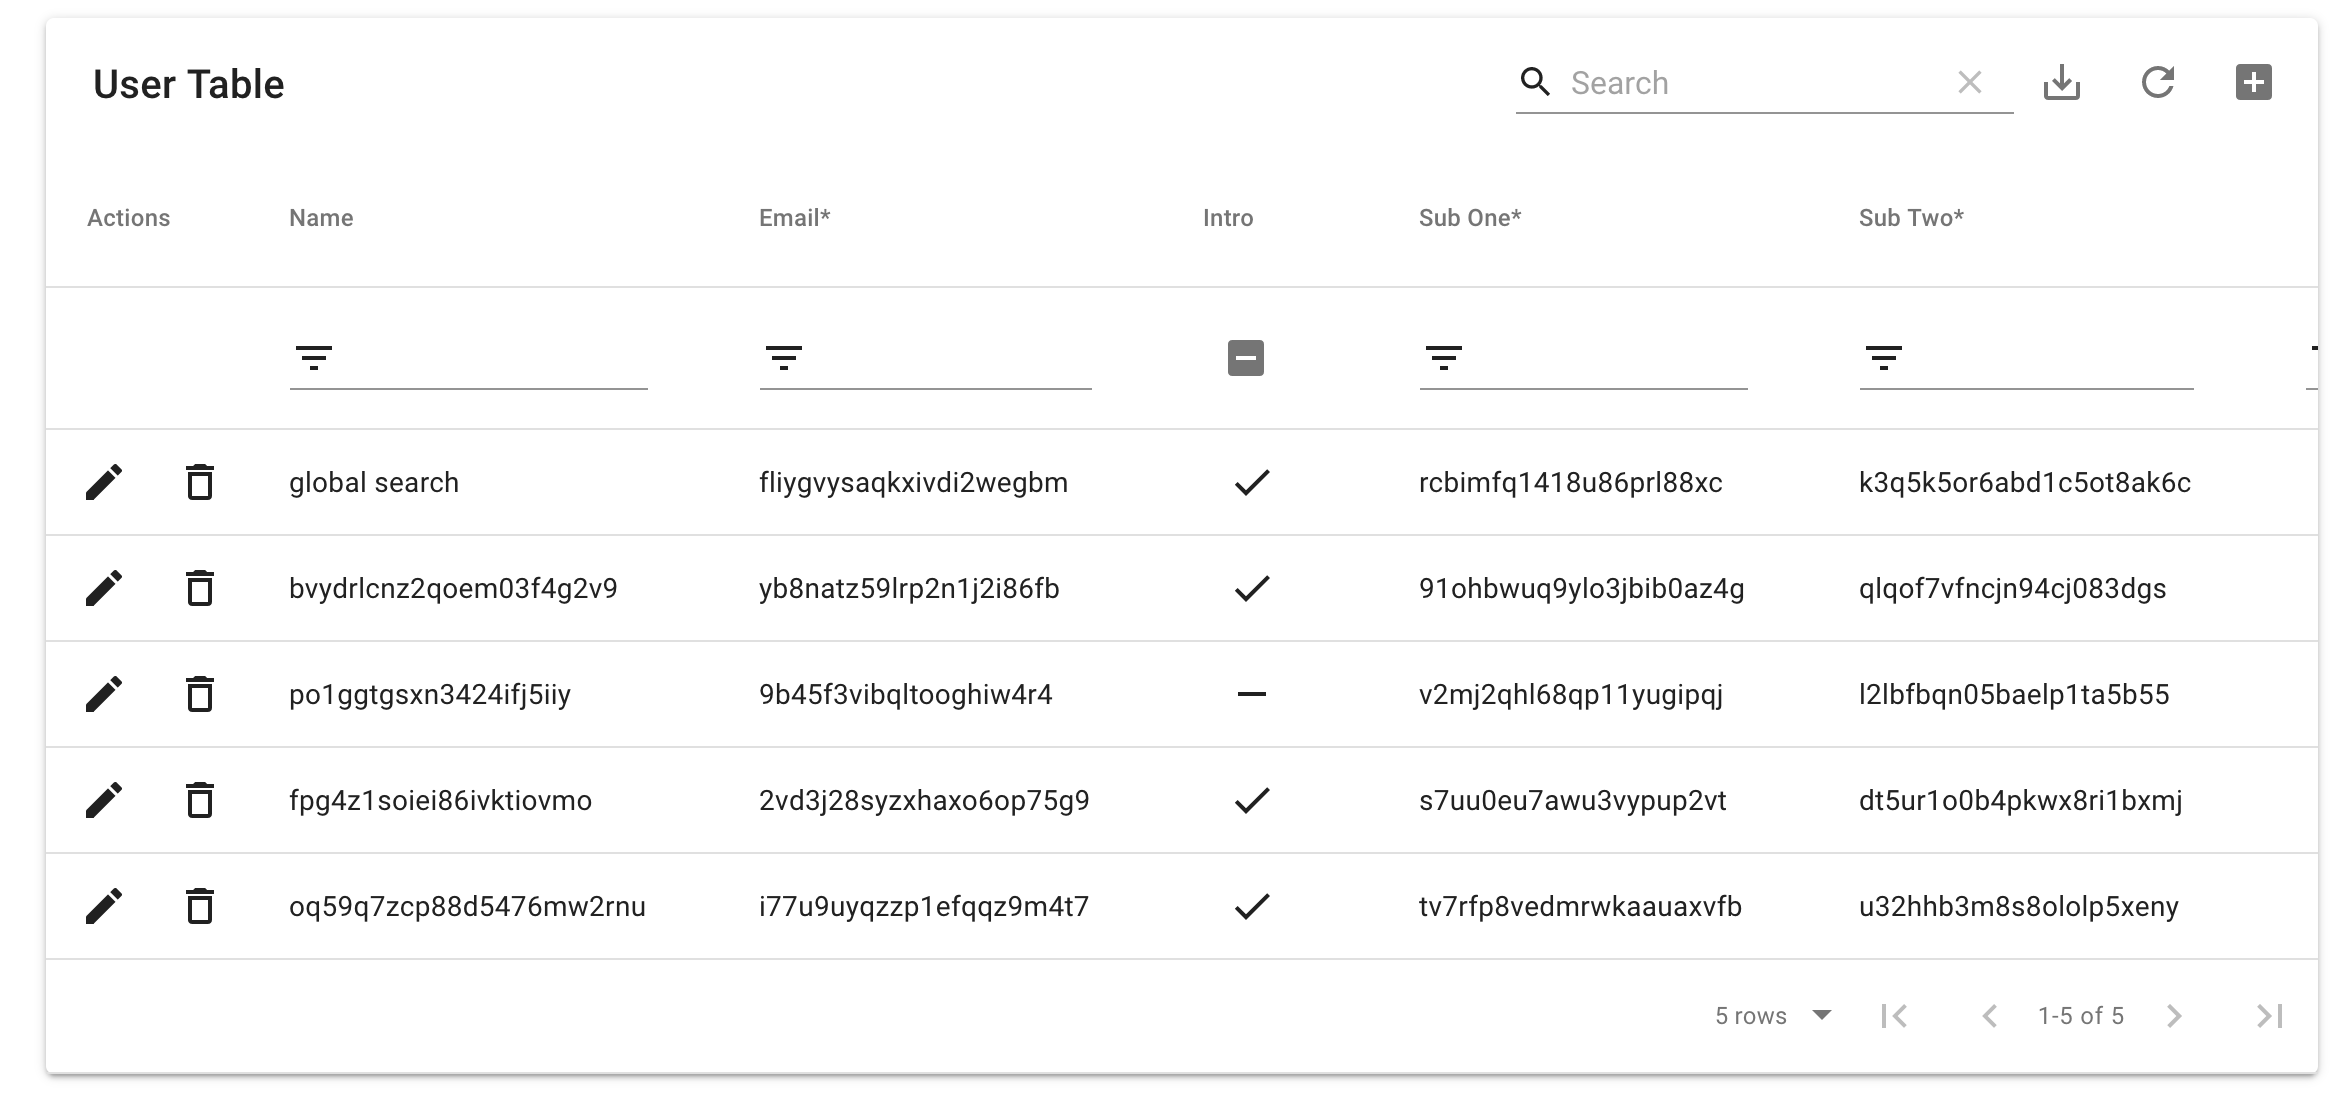 User Table
Search
Actions Name Email* Intro Sub One* Sub Two*
global search fliygvysaqkxivdi2wegbm rcbimfq1418u86prl88xc k3q5k5or6abd1c5ot8ak6c
bvydrlcnz2qoem03f4g2v9 yb8natz59lrp2n1j2i86fb 91ohbwuq9ylo3jbib0az4g qlqof7vfncjn94cj083dgs
po1ggtgsxn3424ifj5iiy 9b45f3vibqltooghiw4r4 v2mj2qhl68qp11yugipqj l2lbfbqn05baelp1ta5b55
fpg4z1soiei86ivktiovmo 2vd3j28syzxhaxo6op75g9 s7uu0eu7awu3vypup2vt dt5ur1o0b4pkwx8ri1bxmj
oq59q7zcp88d5476mw2rnu i77u9uyqzzp1efqqz9m4t7 tv7rfp8vedmrwkaauaxvfb u32hhb3m8s8ololp5xeny
5 rows 1-5 of 5